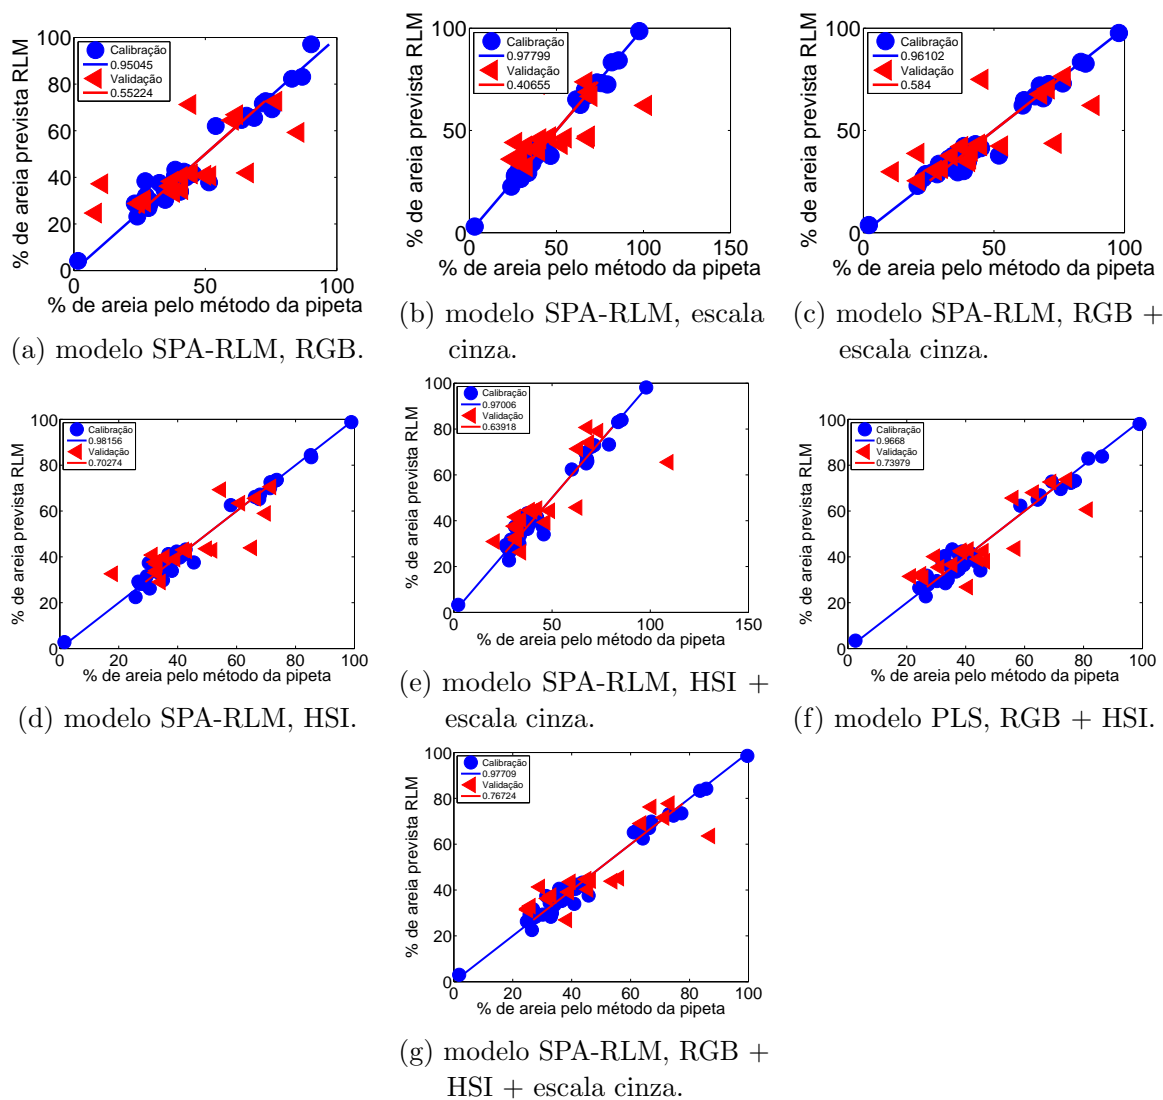 % de areia prevista RLM
100
80
60
40
20
0
0
50
100
Calibração
0.95045
Validação
0.55224
% de areia pelo método da pipeta
(a) modelo SPA-RLM, RGB.
% de areia prevista RLM
100
50
0
0
50
100
150
Calibração
0.97799
Validação
0.40655
% de areia pelo método da pipeta
(b) modelo SPA-RLM, escala
cinza.
% de areia prevista RLM
100
50
0
0
50
100
Calibração
0.96102
Validação
0.584
% de areia pelo método da pipeta
(c) modelo SPA-RLM, RGB +
escala cinza.
% de areia prevista RLM
100
80
60
40
20
0
0
20
40
60
80
100
Calibração
0.98156
Validação
0.70274
% de areia pelo método da pipeta
(d) modelo SPA-RLM, HSI.
% de areia prevista RLM
100
80
60
40
20
0
0
50
100
150
Calibração
0.97006
Validação
0.63918
% de areia pelo método da pipeta
(e) modelo SPA-RLM, HSI +
escala cinza.
% de areia prevista RLM
100
80
60
40
20
0
0
20
40
60
80
100
Calibração
0.9668
Validação
0.73979
% de areia pelo método da pipeta
(f) modelo PLS, RGB + HSI.
% de areia prevista RLM
100
80
60
40
20
0
0
20
40
60
80
100
Calibração
0.97709
Validação
0.76724
% de areia pelo método da pipeta
(g) modelo SPA-RLM, RGB +
HSI + escala cinza.